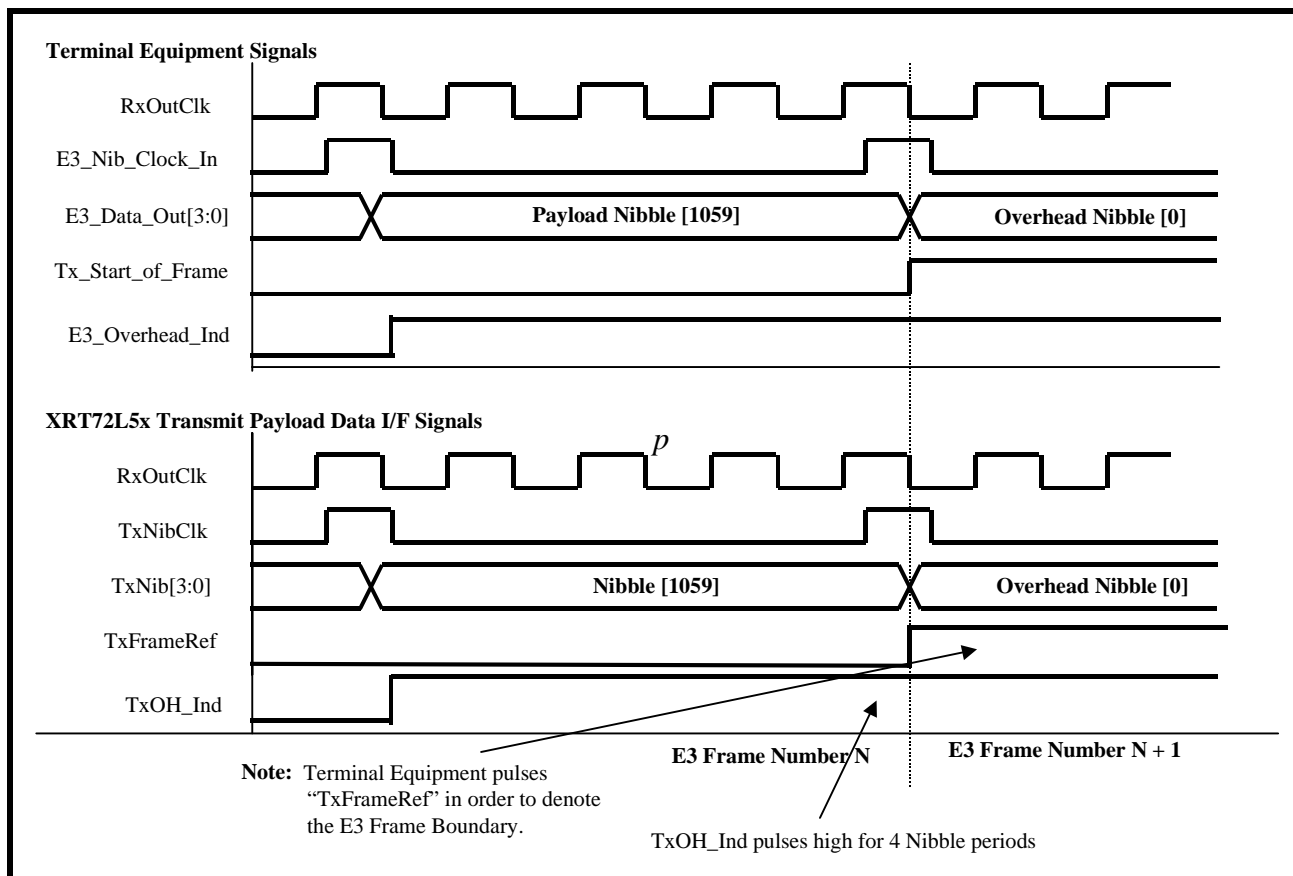 Terminal Equipment Signals
RxOutClk
E3_Nib_Clock_In
E3_Data_Out[3:0]
Payload Nibble [1059]
Overhead Nibble [0]
Tx_Start_of_Frame
E3_Overhead_Ind
XRT72L5x Transmit Payload Data I/F Signals
p
RxOutClk
TxNibClk
TxNib[3:0]
Nibble [1059]
Overhead Nibble [0]
TxFrameRef
TxOH_Ind
E3 Frame Number N
E3 Frame Number N + 1
Note: Terminal Equipment pulses
“TxFrameRef” in order to denote
the E3 Frame Boundary.
TxOH_Ind pulses high for 4 Nibble periods